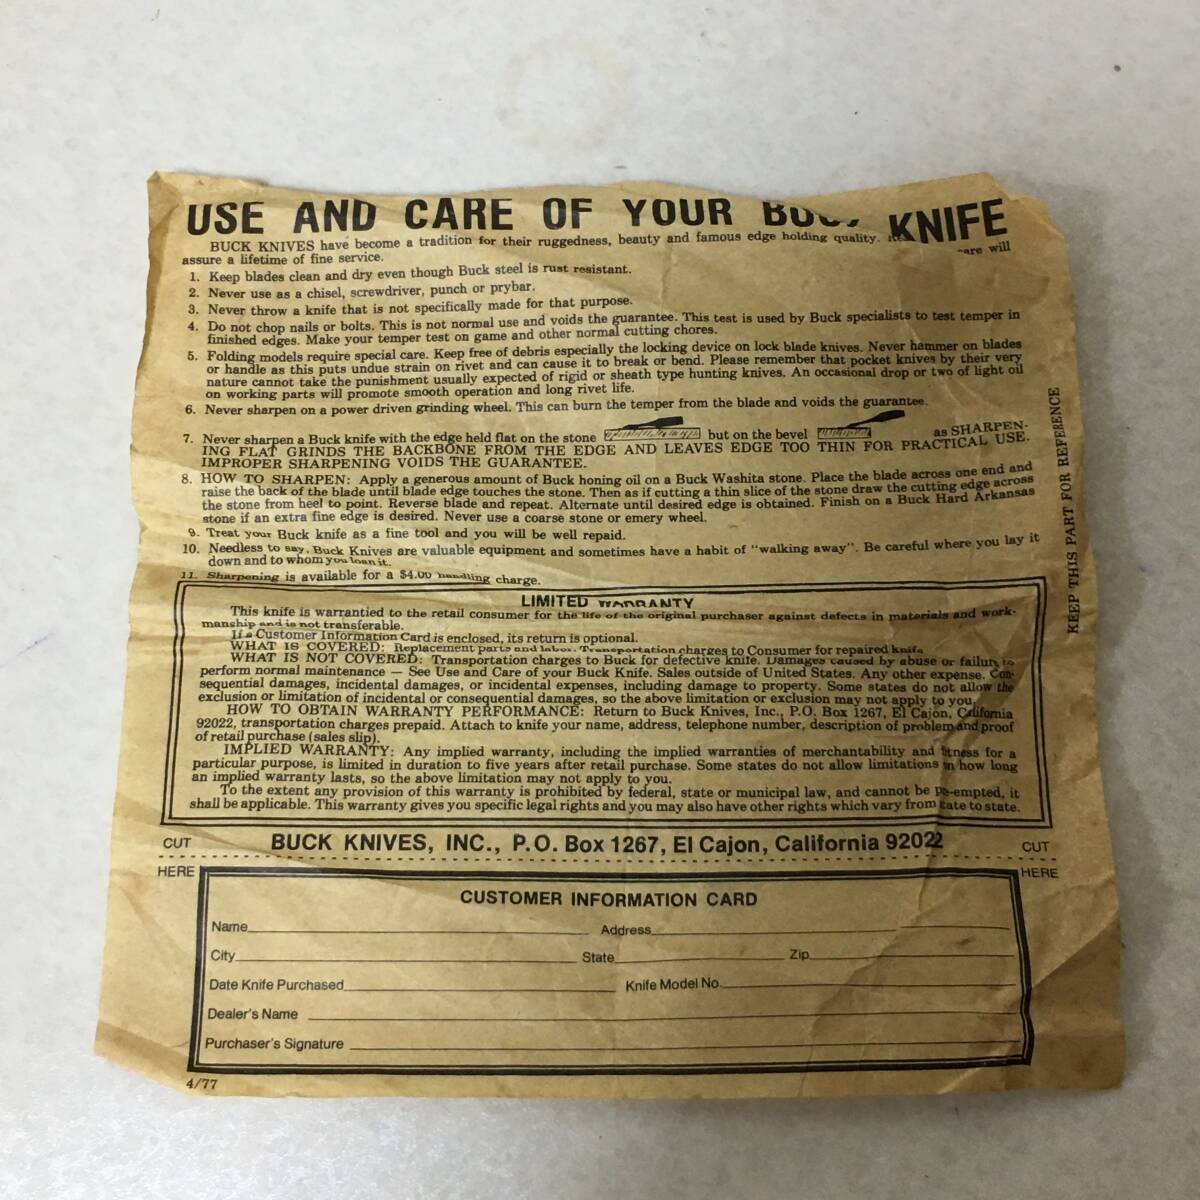 USE AND CARE OF YOUR BUCK KNIFE
BUCK KNIVES have become a tradition for their ruggedness, beauty and famous edge holding quality. care will
assure a lifetime of fine service.
1. Keep blades clean and dry even though Buck steel is rust resistant.
2. Never use as a chisel, screwdriver, punch or prybar.
3. Never throw a knife that is not specifically made for that purpose.
4. Do not chop nails or bolts. This is not normal use and voids the guarantee. This test is used by Buck specialists to test temper in
finished edges. Make your temper test on game and other normal cutting chores.
5. Folding models require special care. Keep free of debris especially the locking device on lock blade knives. Never hammer on blades
or handle as this puts undue strain on rivet and can cause it to break or bend. Please remember that pocket knives by their very
nature cannot take the punishment usually expected of rigid or sheath type hunting knives. An occasional drop or two of light oil
on working parts will promote smooth operation and long rivet life.
6. Never sharpen on a power driven grinding wheel. This can burn the temper from the blade and voids the guarantee.
7. Never sharpen a Buck knife with the edge held flat on the stone but on the bevel as SHARPEN-
ING FLAT GRINDS THE BACKBONE FROM THE EDGE AND LEAVES EDGE TOO THIN FOR PRACTICAL USE.
IMPROPER SHARPENING VOIDS THE GUARANTEE.
8. HOW TO SHARPEN: Apply a generous amount of Buck honing oil on a Buck Washita stone. Place the blade across one end and
raise the back of the blade until blade edge touches the stone. Then as if cutting a thin slice of the stone draw the cutting edge across
the stone from heel to point. Reverse blade and repeat. Alternate until desired edge is obtained. Finish on a Buck Hard Arkansas
stone if an extra fine edge is desired. Never use a coarse stone or emery wheel.
9. Treat your Buck knife as a fine tool and you will be well repaid.
10. Needless to say, Buck Knives are valuable equipment and sometimes have a habit of "walking away". Be careful where you lay it
down and to whom you loan it.
11. Sharpening is available for a $4.00 handling charge.
KEEP THIS PART FOR REFERENCE
LIMITED WARRANTY
This knife is warrantied to the retail consumer for the life of the original purchaser against defects in materials and work-
manship and is not transferable.
If a Customer Information Card is enclosed, its return is optional.
WHAT IS COVERED: Replacement parts and labor. Transportation charges to Consumer for repaired knife
WHAT IS NOT COVERED: Transportation charges to Buck for defective knife. Damages caused by abuse or failure to
perform normal maintenance — See Use and Care of your Buck Knife. Sales outside of United States. Any other expense. Con-
sequential damages, incidental damages, or incidental expenses, including damage to property. Some states do not allow the
exclusion or limitation of incidental or consequential damages, so the above limitation or exclusion may not apply to you.
HOW TO OBTAIN WARRANTY PERFORMANCE: Return to Buck Knives, Inc., P.O. Box 1267, El Cajon, California
92022, transportation charges prepaid. Attach to knife your name, address, telephone number, description of problem and proof
of retail purchase (sales slip).
IMPLIED WARRANTY: Any implied warranty, including the implied warranties of merchantability and fitness for a
particular purpose, is limited in duration to five years after retail purchase. Some states do not allow limitations on how long
an implied warranty lasts, so the above limitation may not apply to you.
To the extent any provision of this warranty is prohibited by federal, state or municipal law, and cannot be pre-empted, it
shall be applicable. This warranty gives you specific legal rights and you may also have other rights which vary from state to state.
CUT BUCK KNIVES, INC., P.O. Box 1267, El Cajon, California 92022 CUT
HERE HERE
CUSTOMER INFORMATION CARD
Name Address
City State Zip
Date Knife Purchased Knife Model No.
Dealer's Name
Purchaser's Signature
4/77